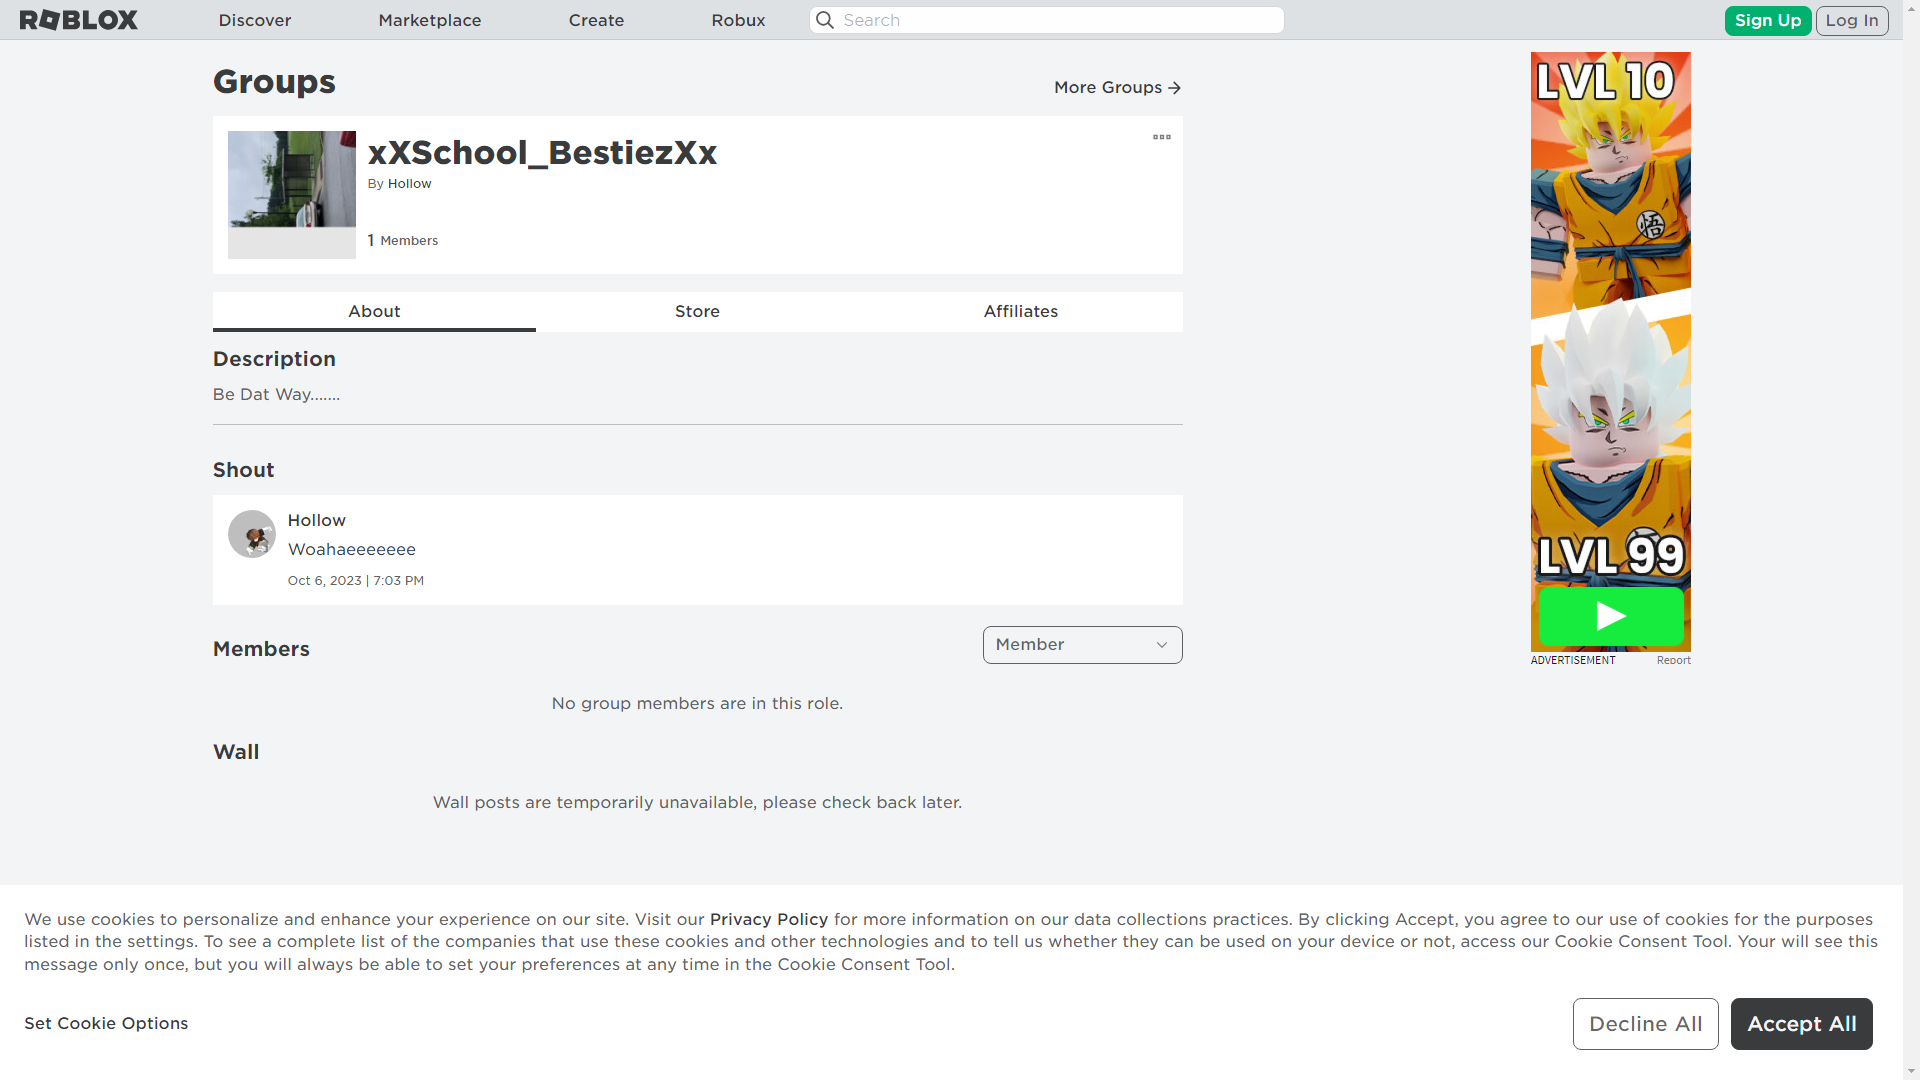 ROBLOX
Discover
Marketplace
Create
Robux
Search
Sign Up
Log In
Groups
More Groups
xXSchool_BestiezXx
By Hollow
1 Members
About
Store
Affiliates
Description
Be Dat Way.......
Shout
Hollow
Woahaeeeeeee
Oct 6, 2023 | 7:03 PM
Members
Member
No group members are in this role.
Wall
Wall posts are temporarily unavailable, please check back later.
LVL 10
悟
LVL 99
ADVERTISEMENT
Report
We use cookies to personalize and enhance your experience on our site. Visit our Privacy Policy for more information on our data collections practices. By clicking Accept, you agree to our use of cookies for the purposes
listed in the settings. To see a complete list of the companies that use these cookies and other technologies and to tell us whether they can be used on your device or not, access our Cookie Consent Tool. Your will see this
message only once, but you will always be able to set your preferences at any time in the Cookie Consent Tool.
Set Cookie Options
Decline All
Accept All